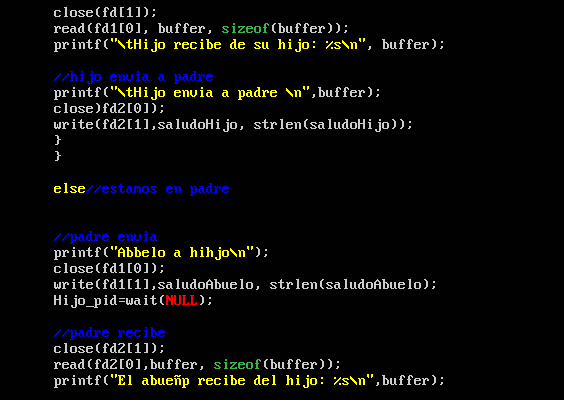 close(fd[1]);
read(fd1[0], buffer, sizeof(buffer));
printf("\tHijo recibe de su hijo: %s\n", buffer);
//hijo envia a padre
printf("\tHijo envia a padre \n",buffer);
close)fd2[0]);
write(fd2[1],saludoHijo, strlen(saludoHijo));
}
}
else//estamos en padre
//padre envia
printf("Abbelo a hihjo\n");
close(fd1[0]);
write(fd1[1],saludoAbuelo, strlen(saludoAbuelo);
Hijo_pid=wait(NULL);
//padre recibe
close(fd2[1]);
read(fd2[0],buffer, sizeof(buffer));
printf("El abueñp recibe del hijo: %s\n",buffer);